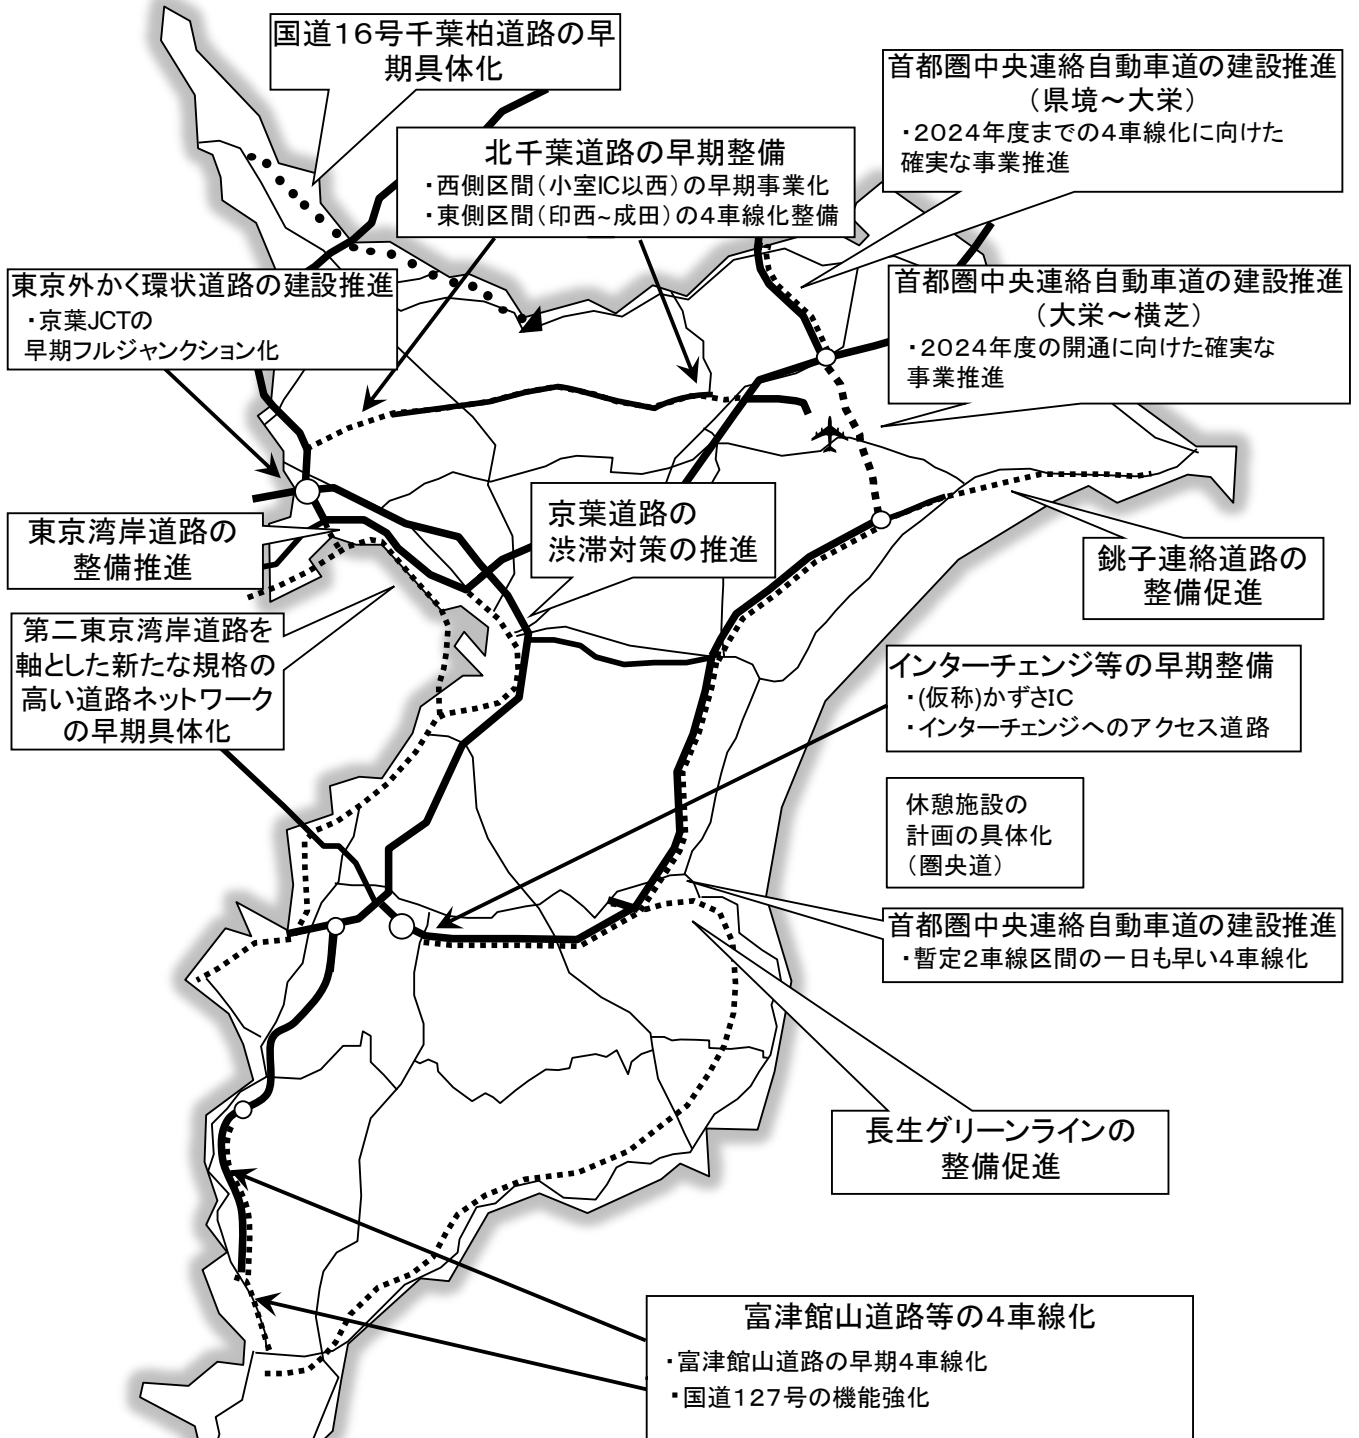 国道16号千葉柏道路の早
期具体化
首都圏中央連絡自動車道の建設推進
（県境～大栄）
・2024年度までの4車線化に向けた
確実な事業推進
北千葉道路の早期整備
・西側区間（小室IC以西）の早期事業化
・東側区間（印西~成田）の4車線化整備
東京外かく環状道路の建設推進
・京葉JCTの
早期フルジャンクション化
首都圏中央連絡自動車道の建設推進
（大栄～横芝）
・2024年度の開通に向けた確実な
事業推進
東京湾岸道路の
整備推進
京葉道路の
渋滞対策の推進
銚子連絡道路の
整備促進
第二東京湾岸道路を
軸とした新たな規格の
高い道路ネットワーク
の早期具体化
インターチェンジ等の早期整備
・(仮称)かずさIC
・インターチェンジへのアクセス道路
休憩施設の
計画の具体化
（圏央道）
首都圏中央連絡自動車道の建設推進
・暫定2車線区間の一日も早い4車線化
長生グリーンラインの
整備促進
富津館山道路等の4車線化
・富津館山道路の早期4車線化
・国道127号の機能強化